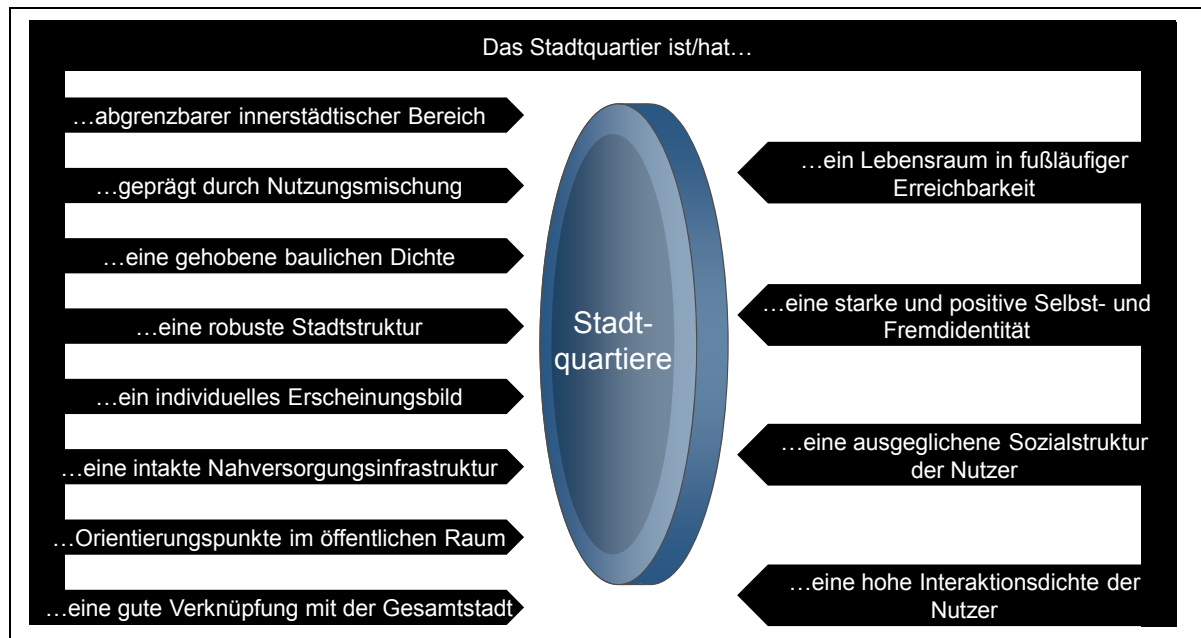 Das Stadtquartier ist/hat…
…abgrenzbarer innerstädtischer Bereich
…geprägt durch Nutzungsmischung
…eine gehobene baulichen Dichte
…eine robuste Stadtstruktur
…ein individuelles Erscheinungsbild
…eine intakte Nahversorgungsinfrastruktur
…Orientierungspunkte im öffentlichen Raum
…eine gute Verknüpfung mit der Gesamtstadt
Stadt-
quartiere
…ein Lebensraum in fußläufiger
Erreichbarkeit
…eine starke und positive Selbst- und
Fremdidentität
…eine ausgeglichene Sozialstruktur
der Nutzer
…eine hohe Interaktionsdichte der
Nutzer